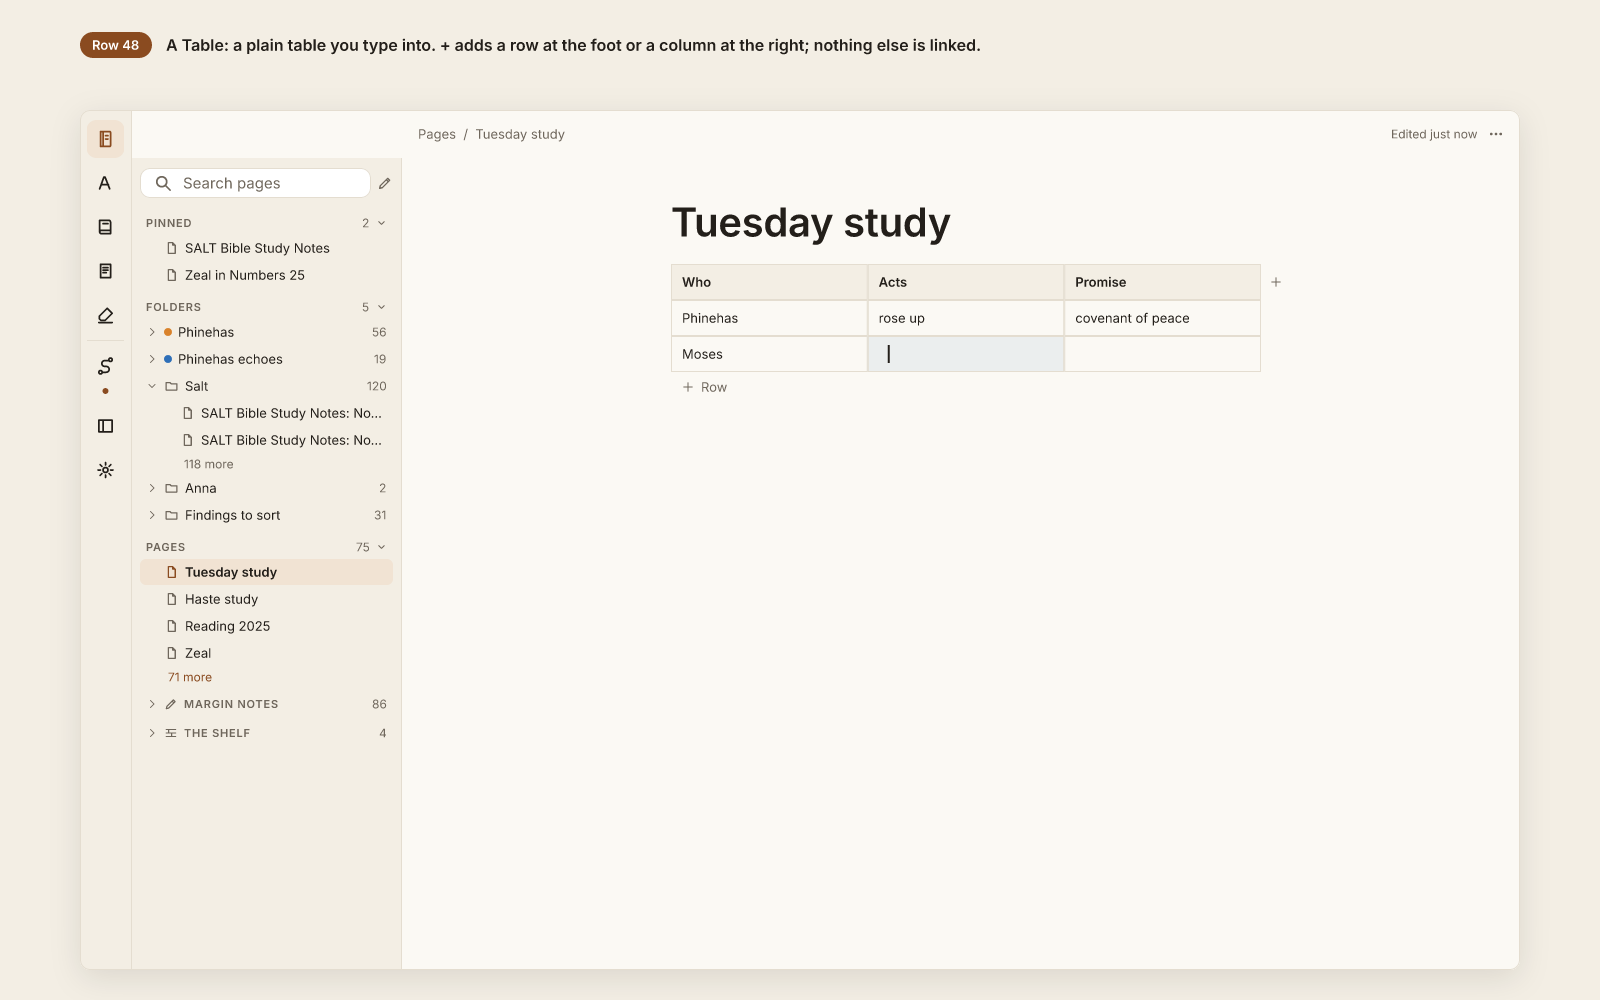 Row 48
A Table: a plain table you type into. + adds a row at the foot or a column at the right; nothing else is linked.
Pages / Tuesday study
Edited just now
Search pages
PINNED 2
SALT Bible Study Notes
Zeal in Numbers 25
FOLDERS 5
Phinehas 56
Phinehas echoes 19
Salt 120
SALT Bible Study Notes: No...
SALT Bible Study Notes: No...
118 more
Anna 2
Findings to sort 31
PAGES 75
Tuesday study
Haste study
Reading 2025
Zeal
71 more
MARGIN NOTES 86
THE SHELF 4
Tuesday study
Who Acts Promise
Phinehas rose up covenant of peace
Moses
+ Row